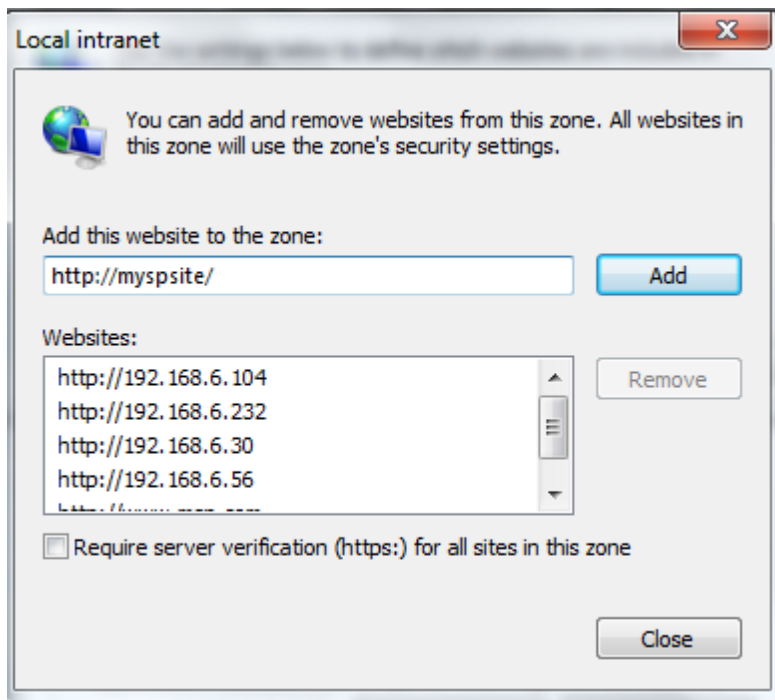 Local intranet
You can add and remove websites from this zone. All websites in
this zone will use the zone's security settings.
Add this website to the zone:
http://myspsite/
Add
Websites:
http://192.168.6.104
http://192.168.6.232
http://192.168.6.30
http://192.168.6.56
Remove
Require server verification (https:) for all sites in this zone
Close